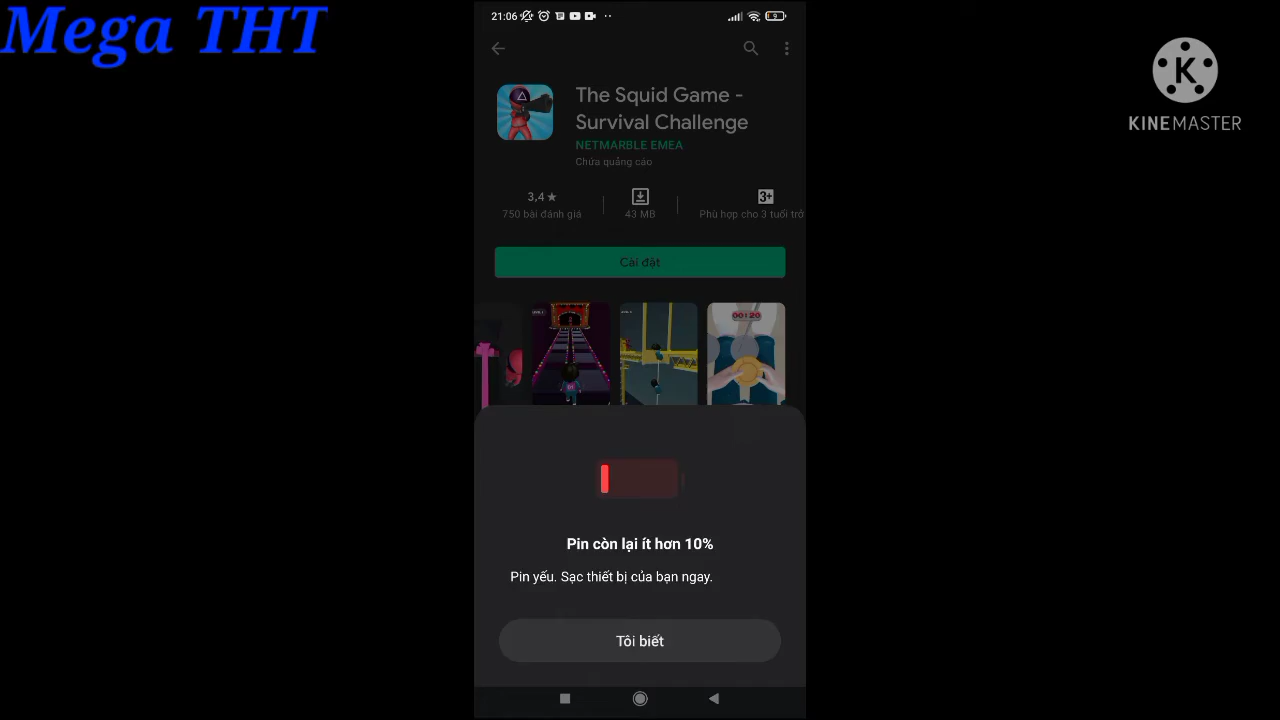 Mega THT
21:06
9
The Squid Game -
Survival Challenge
NETMARBLE EMEA
Chứa quảng cáo
3,4 ★
750 bài đánh giá
43 MB
3+
Phù hợp cho 3 tuổi trở
Cài đặt
00:20
Pin còn lại ít hơn 10%
Pin yếu. Sạc thiết bị của bạn ngay.
Tôi biết
K
KINEMASTER